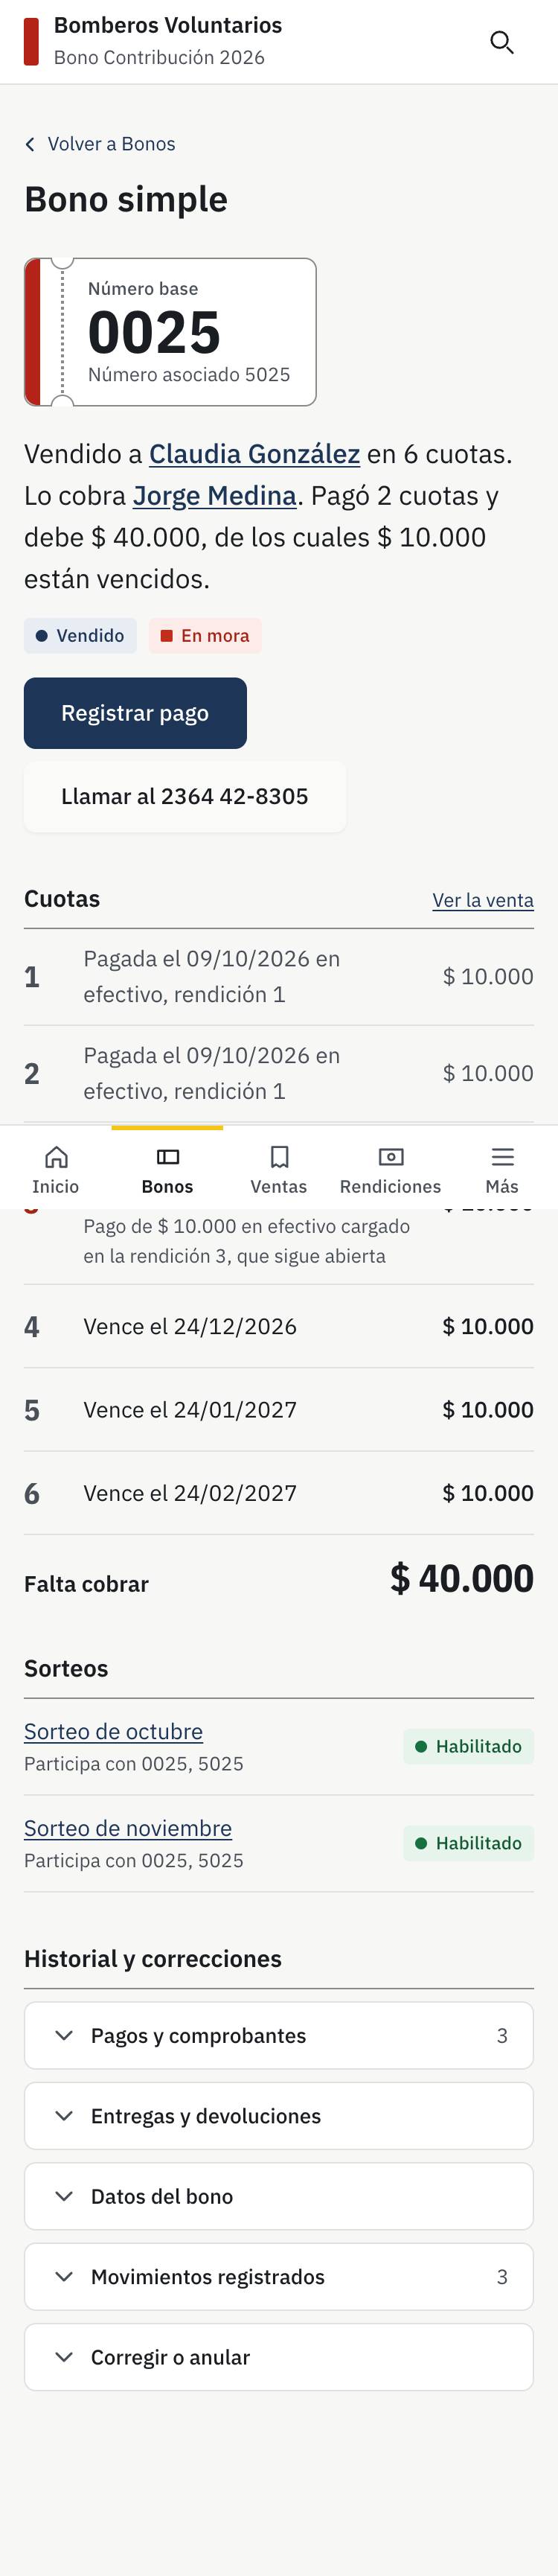 Bomberos Voluntarios
Bono Contribución 2026
Volver a Bonos
Bono simple
Número base
0025
Número asociado 5025
Vendido a Claudia González en 6 cuotas.
Lo cobra Jorge Medina. Pagó 2 cuotas y
debe $ 40.000, de los cuales $ 10.000
están vencidos.
Vendido
En mora
Registrar pago
Llamar al 2364 42-8305
Cuotas
Ver la venta
1
Pagada el 09/10/2026 en
efectivo, rendición 1
$ 10.000
2
Pagada el 09/10/2026 en
efectivo, rendición 1
$ 10.000
Inicio
Bonos
Ventas
Rendiciones
Más
Pago de $ 10.000 en efectivo cargado
en la rendición 3, que sigue abierta
4
Vence el 24/12/2026
$ 10.000
5
Vence el 24/01/2027
$ 10.000
6
Vence el 24/02/2027
$ 10.000
Falta cobrar
$ 40.000
Sorteos
Sorteo de octubre
Participa con 0025, 5025
Habilitado
Sorteo de noviembre
Participa con 0025, 5025
Habilitado
Historial y correcciones
Pagos y comprobantes
3
Entregas y devoluciones
Datos del bono
Movimientos registrados
3
Corregir o anular